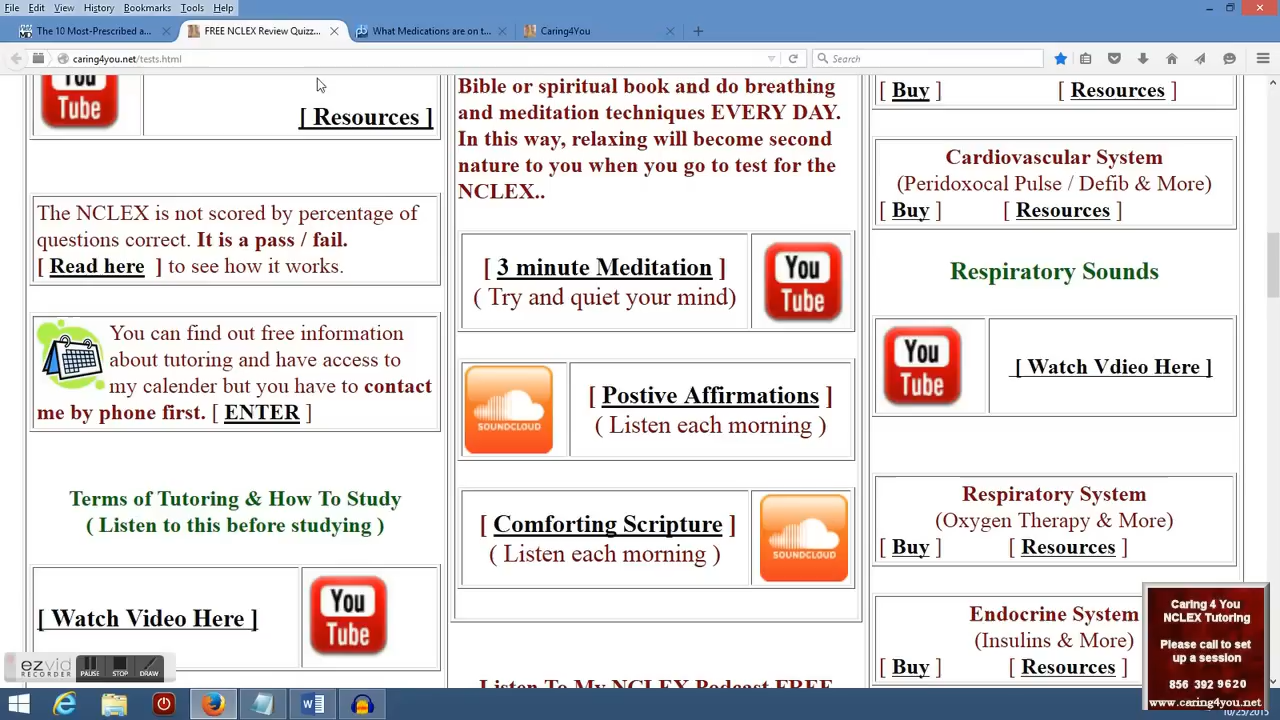 File Edit View History Bookmarks Tools Help
The 10 Most-Prescribed a...
FREE NCLEX Review Quizz...
What Medications are on t...
Caring4You
caring4you.net/tests.html
Search
You
Tube
[ Resources ]
The NCLEX is not scored by percentage of
questions correct. It is a pass / fail.
[ Read here ] to see how it works.
You can find out free information
about tutoring and have access to
my calender but you have to contact
me by phone first. [ ENTER ]
Terms of Tutoring & How To Study
( Listen to this before studying )
[ Watch Video Here ]
You
Tube
Bible or spiritual book and do breathing
and meditation techniques EVERY DAY.
In this way, relaxing will become second
nature to you when you go to test for the
NCLEX..
[ 3 minute Meditation ]
( Try and quiet your mind)
You
Tube
SOUNDCLOUD
[ Postive Affirmations ]
( Listen each morning )
[ Comforting Scripture ]
( Listen each morning )
SOUNDCLOUD
Listen To My NCLEX Podcast FREE
[ Buy ] [ Resources ]
Cardiovascular System
(Peridoxocal Pulse / Defib & More)
[ Buy ] [ Resources ]
Respiratory Sounds
You
Tube
[ Watch Vdieo Here ]
Respiratory System
(Oxygen Therapy & More)
[ Buy ] [ Resources ]
Endocrine System
(Insulins & More)
[ Buy ] [ Resources ]
Caring 4 You
NCLEX Tutoring
Please call to set
up a session
856 392 9620
www.caring4you.net
ezvid
RECORDER
PAUSE STOP DRAW
10/25/2015